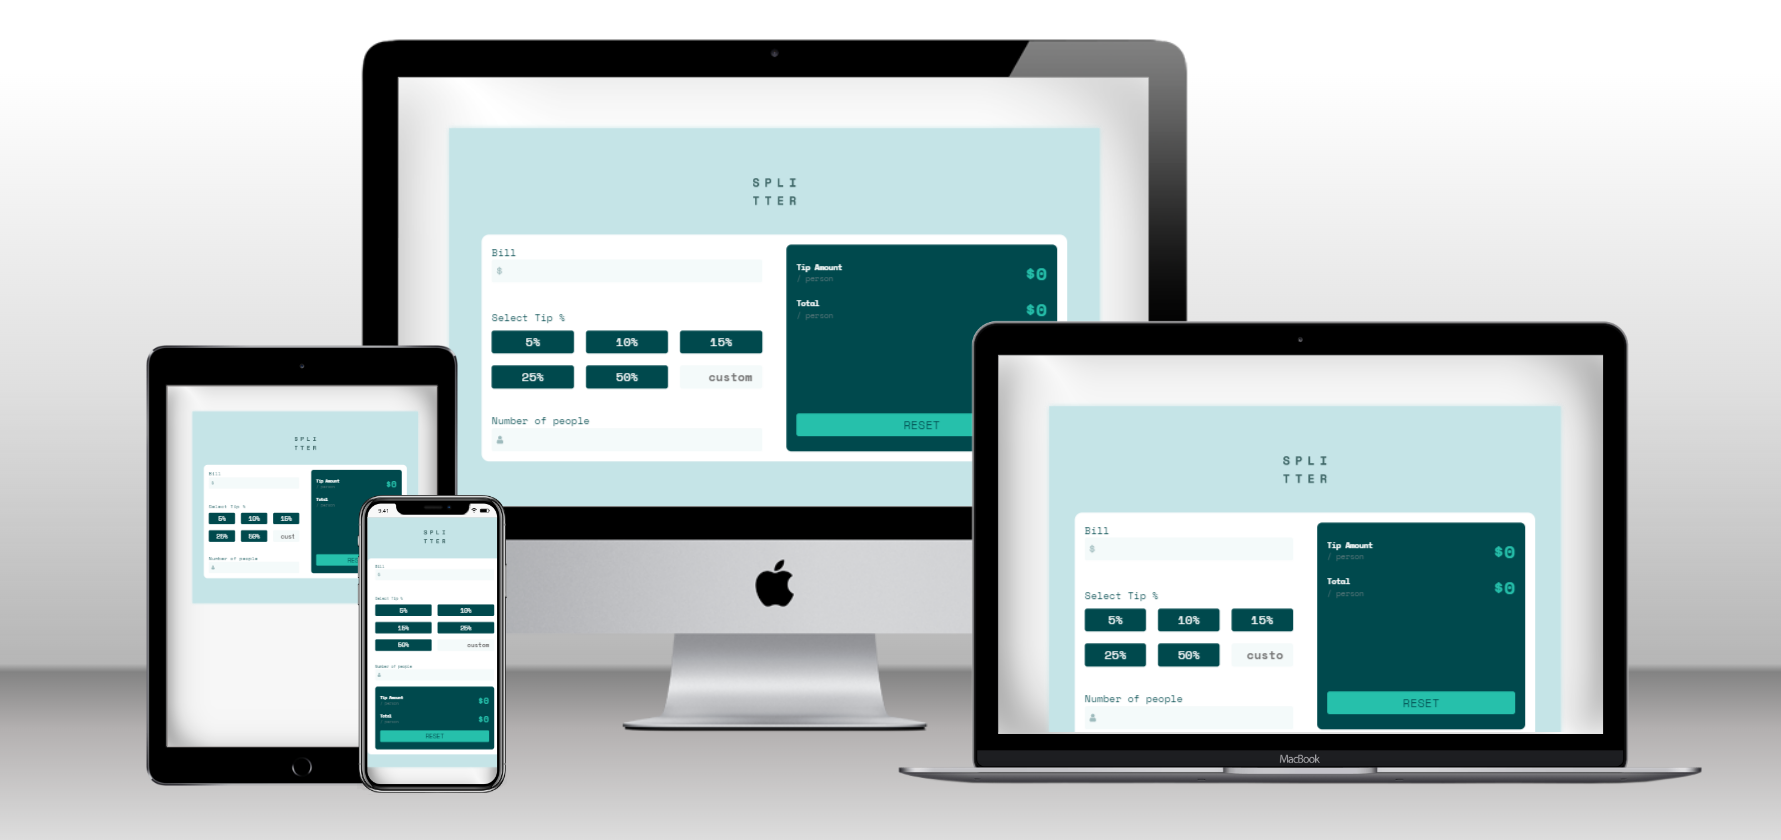 SPLI
TTER
Bill
$
Tip Amount
/ person
$0
Total
/ person
$0
Select Tip %
5%
10%
15%
25%
50%
custom
Number of people
RESET
SPLI
TTER
Bill
$
Tip Amount
/ person
$0
Total
/ person
Select Tip %
5%
10%
15%
25%
50%
cust
Number of people
RES
9:41
SPLI
TTER
Bill
$
Select Tip %
5%
10%
15%
25%
50%
custom
Number of people
Tip Amount
/ person
$0
Total
/ person
$0
RESET
SPLI
TTER
Bill
$
Tip Amount
/ person
$0
Total
/ person
$0
Select Tip %
5%
10%
15%
25%
50%
custo
Number of people
RESET
MacBook